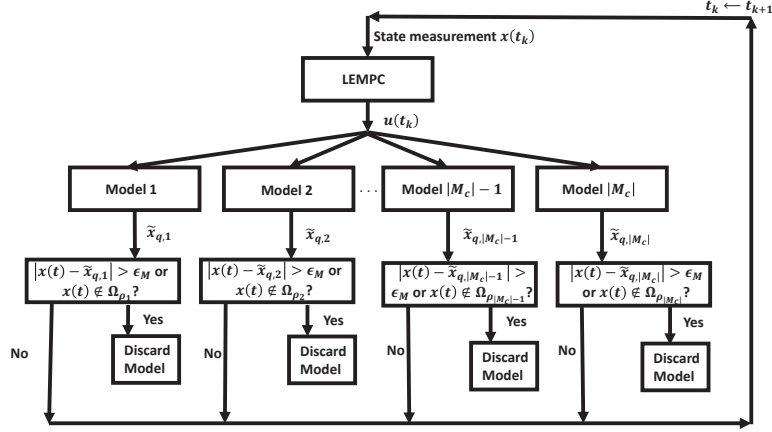 t_k ← t_{k+1}
State measurement x(t_k)
LEMPC
u(t_k)
Model 1
Model 2
...
Model |M_c| − 1
Model |M_c|
x̃_{q,1}
x̃_{q,2}
x̃_{q,|M_c|−1}
x̃_{q,|M_c|}
|x(t) − x̃_{q,1}| > ϵ_M or
x(t) ∉ Ω_{ρ_1}?
|x(t) − x̃_{q,2}| > ϵ_M or
x(t) ∉ Ω_{ρ_2}?
|x(t) − x̃_{q,|M_c|−1}| >
ϵ_M or x(t) ∉ Ω_{ρ_{|M_c|−1}}?
|x(t) − x̃_{q,|M_c|}| > ϵ_M
or x(t) ∉ Ω_{ρ_{|M_c|}}?
No
Yes
Discard
Model
No
Yes
Discard
Model
No
Yes
Discard
Model
No
Yes
Discard
Model